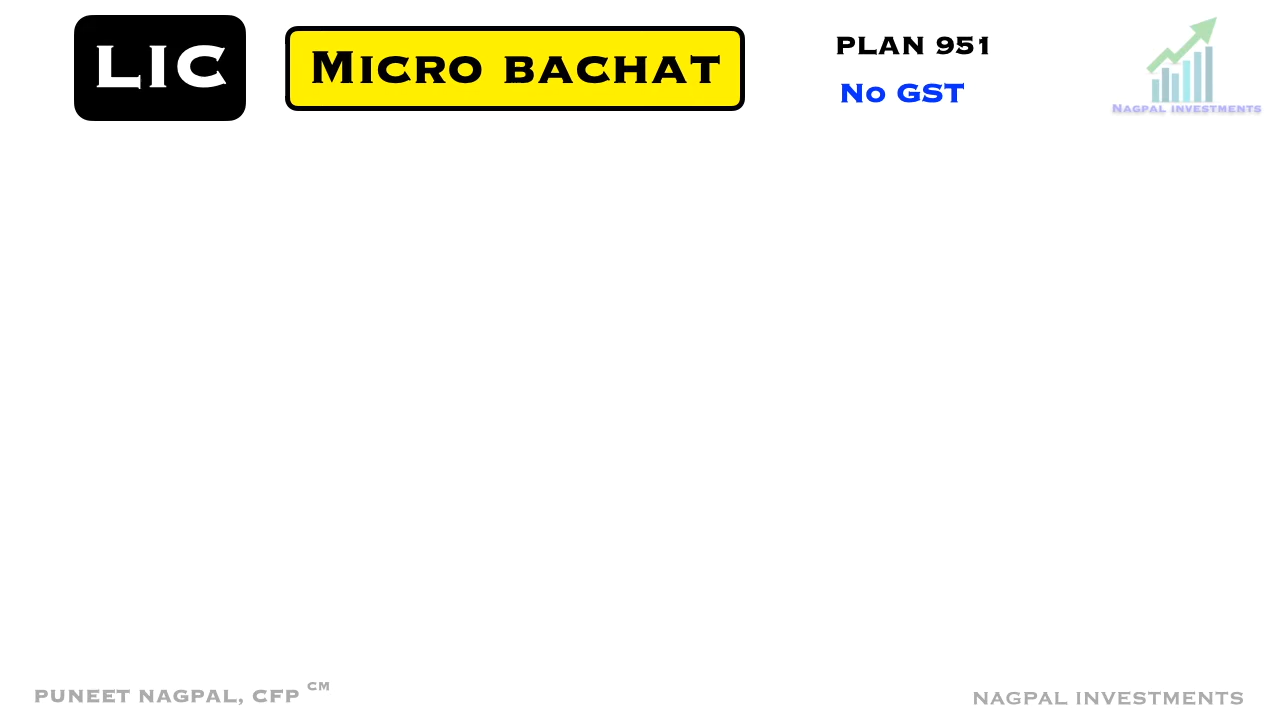 LIC
Micro bachat
PLAN 951
No GST
Nagpal investments
PUNEET NAGPAL, CFP CM
NAGPAL INVESTMENTS